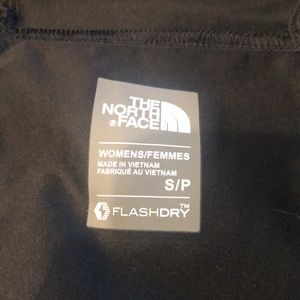 THE
NORTH
FACE
®
WOMENS/FEMMES
MADE IN VIETNAM
FABRIQUÉ AU VIETNAM
S/P
FLASHDRY™